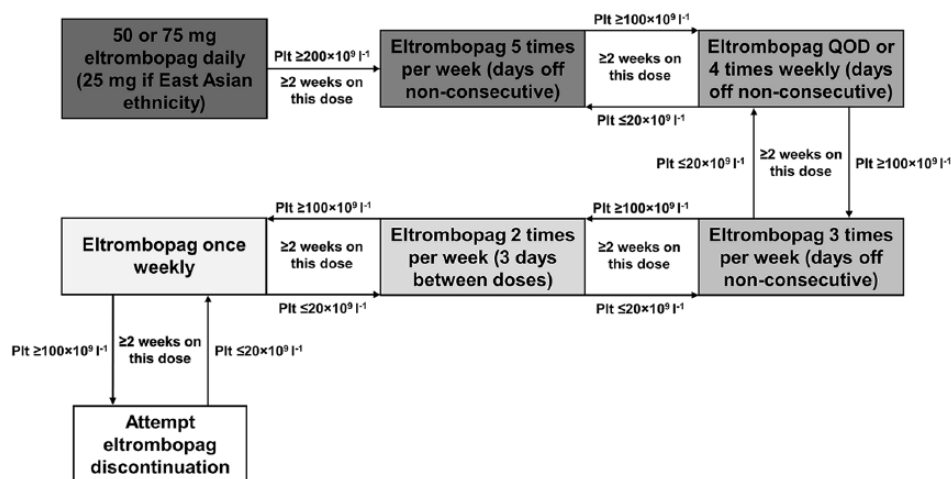 50 or 75 mg
eltrombopag daily
(25 mg if East Asian
ethnicity)
Plt ≥200×10⁹ l⁻¹
≥2 weeks on
this dose
Eltrombopag 5 times
per week (days off
non-consecutive)
Plt ≥100×10⁹ l⁻¹
≥2 weeks on
this dose
Plt ≤20×10⁹ l⁻¹
Eltrombopag QOD or
4 times weekly (days
off non-consecutive)
Plt ≤20×10⁹ l⁻¹
≥2 weeks on
this dose
Plt ≥100×10⁹ l⁻¹
Eltrombopag 3 times
per week (days off
non-consecutive)
Plt ≥100×10⁹ l⁻¹
≥2 weeks on
this dose
Plt ≤20×10⁹ l⁻¹
Eltrombopag 2 times
per week (3 days
between doses)
Plt ≥100×10⁹ l⁻¹
≥2 weeks on
this dose
Plt ≤20×10⁹ l⁻¹
Eltrombopag once
weekly
Plt ≥100×10⁹ l⁻¹
≥2 weeks on
this dose
Plt ≤20×10⁹ l⁻¹
Attempt
eltrombopag
discontinuation